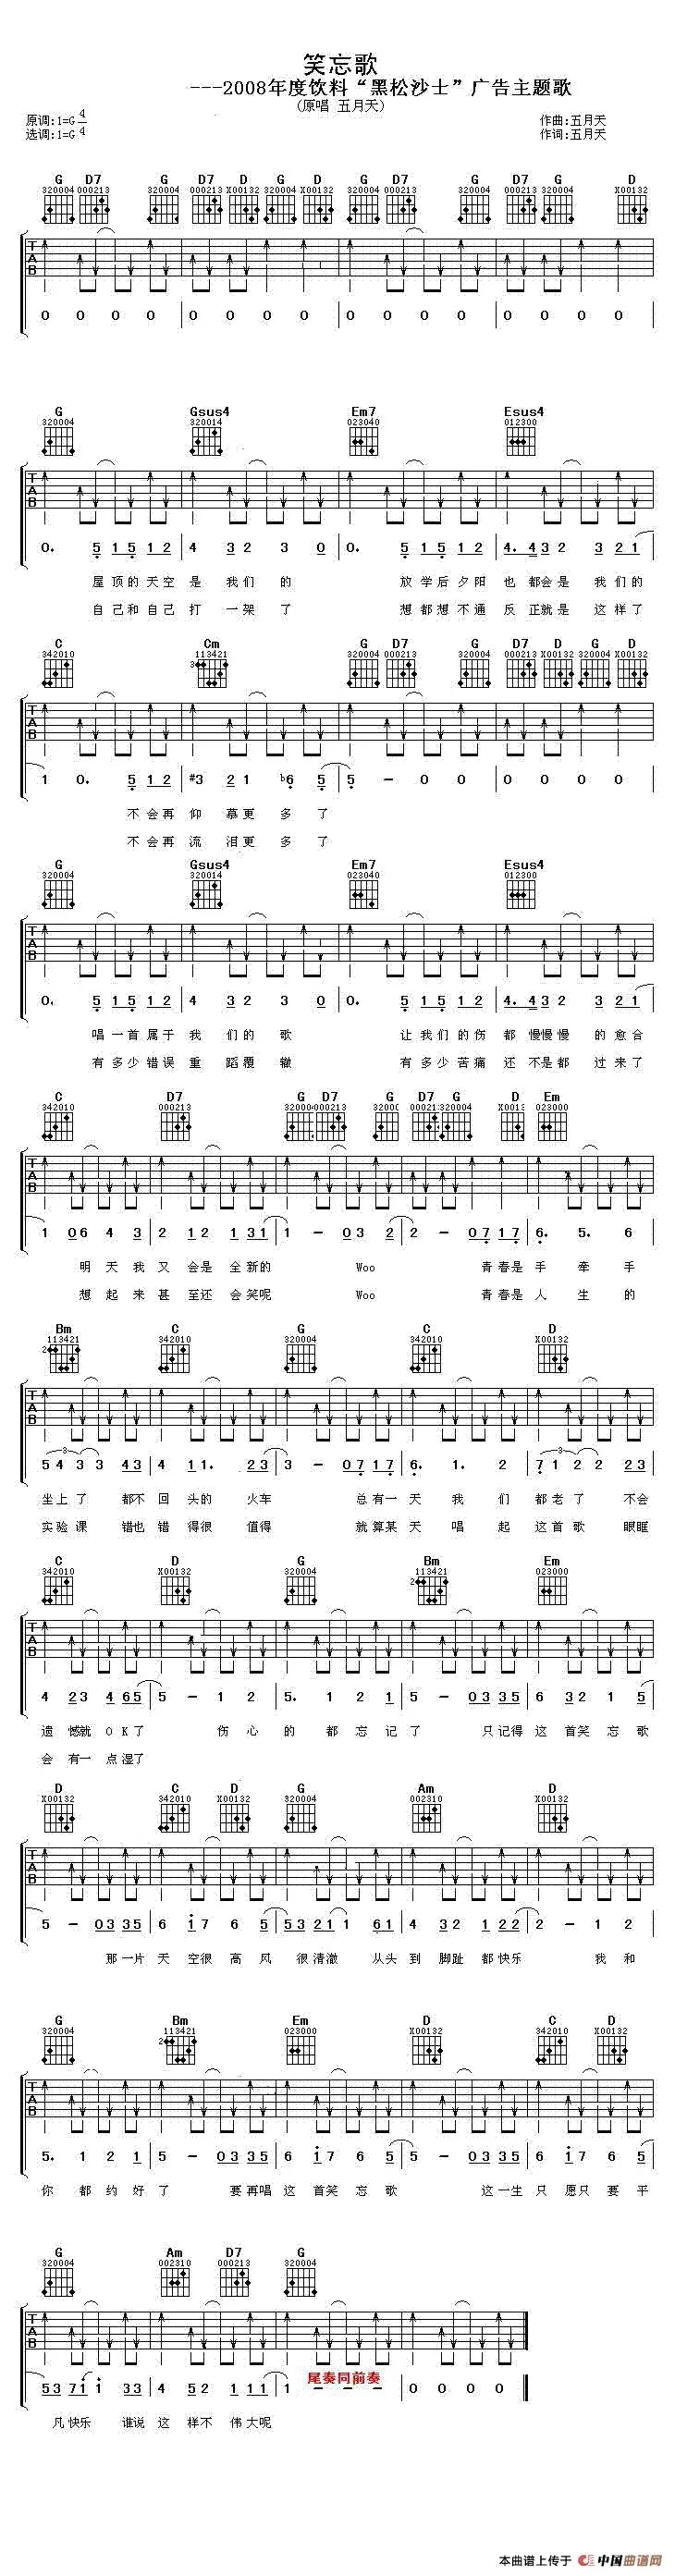 笑忘歌
---2008年度饮料“黑松沙士”广告主题歌
(原唱 五月天)
原调:1=G 4/4
选调:1=G
作曲:五月天
作词:五月天
G D7 G D7 D G D G D7 G D7 G D
320004 000213 320004 000213 X00132 320004 X00132 320004 000213 320004 000213 320004 X00132
TAB
0 0 0 0 0 0 0 0 0 0 0 0 0 0 0 0
G Gsus4 Em7 Esus4
320004 320014 023040 012300
TAB
0. 5 1 5 1 2 4 3 2 3 0 0. 5 1 5 1 2 4. 4 3 2 3 2 1
屋顶的天空 是 我们 的 放学后夕阳 也 都会是 我们的
自己和自己 打 一架 了 想都想不通 反正就是 这样了
C Cm G D7 G D7 D G D
342010 3 113421 320004 000213 320004 000213 X00132 320004 X00132
TAB
1 0. 5 1 2 #3 2 1 b6 5 5 - 0 0 0 0 0 0
不会再 仰 慕更 多 了
不会再 流 泪更 多 了
G Gsus4 Em7 Esus4
320004 320014 023040 012300
TAB
0. 5 1 5 1 2 4 3 2 3 0 0. 5 1 5 1 2 4. 4 3 2 3 2 1
唱一首属于 我 们的 歌 让我们的伤 都 慢慢慢 的愈合
有多少错误 重 蹈覆 辙 有多少苦痛 还 不是都 过来了
C D7 G D7 G D7 G D Em
342010 000213 32000 000213 32000 00021 320004 X0013 023000
TAB
1 0 6 4 3 2 1 2 1 3 1 1 - 0 3 2 2 - 0 7 1 7 6. 5. 6
明 天 我 又 会是 全新的 Woo 青春是 手 牵 手
想 起 来 甚 至还 会笑呢 Woo 青春是 人 生 的
Bm C G C D
2 113421 342010 320004 342010 X00132
TAB
5 4 3 3 4 3 4 1 1. 2 3 3 - 0 7 1 7 6. 1. 2 7 1 2 2 2 3
坐上了 都不 回 头的 火车 总有一 天 我 们 都老了 不会
实验课 错也 错 得很 值得 就算某 天 唱 起 这首歌 眼眶
C D G Bm Em
342010 X00132 320004 2 113421 023000
TAB
4 2 3 4 6 5 5 - 1 2 5. 1 2 1 5 - 0 3 3 5 6 3 2 1 5
遗 憾就 OK了 伤 心 的 都 忘 记 了 只记得 这 首笑 忘 歌
会 有一 点湿了
D C D G Am D
X00132 342010 X00132 320004 002310 X00132
TAB
5 - 0 3 3 5 6 1 7 6 5 5 3 2 1 1 6 1 4 3 2 1 2 2 2 - 1 2
那一片 天 空很 高 风 很清澈 从头 到 脚趾 都快乐 我 和
G Bm Em D C D
320004 2 113421 023000 X00132 342010 X00132
TAB
5. 1 2 1 5 - 0 3 3 5 6 1 7 6 5 5 - 0 3 3 5 6 1 7 6 5
你 都 约好 了 要再唱 这 首笑 忘 歌 这一生 只 愿只 要 平
G Am D7 G
320004 002310 000213 320004
TAB
5 3 7 1 1 3 3 4 5 2 1 1 1 1 - - - 0 0 0 0
尾奏同前奏
凡快乐 谁说 这 样不 伟大呢
本曲谱上传于 中国曲谱网